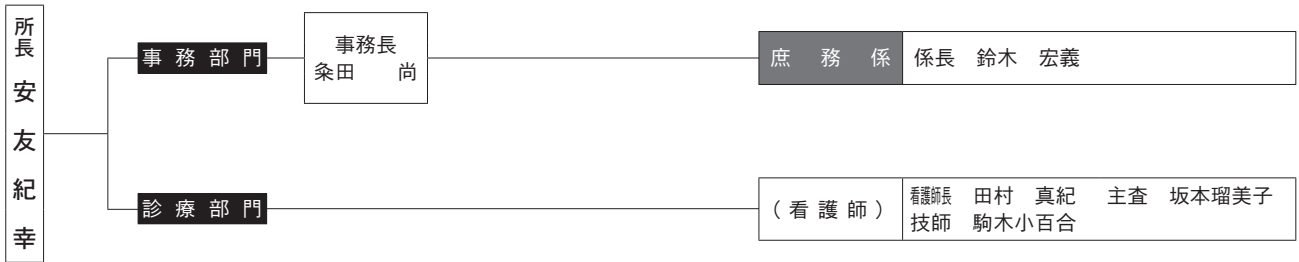 所長 安友紀幸
事務部門
事務長
粂田　尚
庶務係
係長　鈴木　宏義
診療部門
（看護師）
看護師長　田村　真紀　　主査　坂本瑠美子
技師　駒木小百合